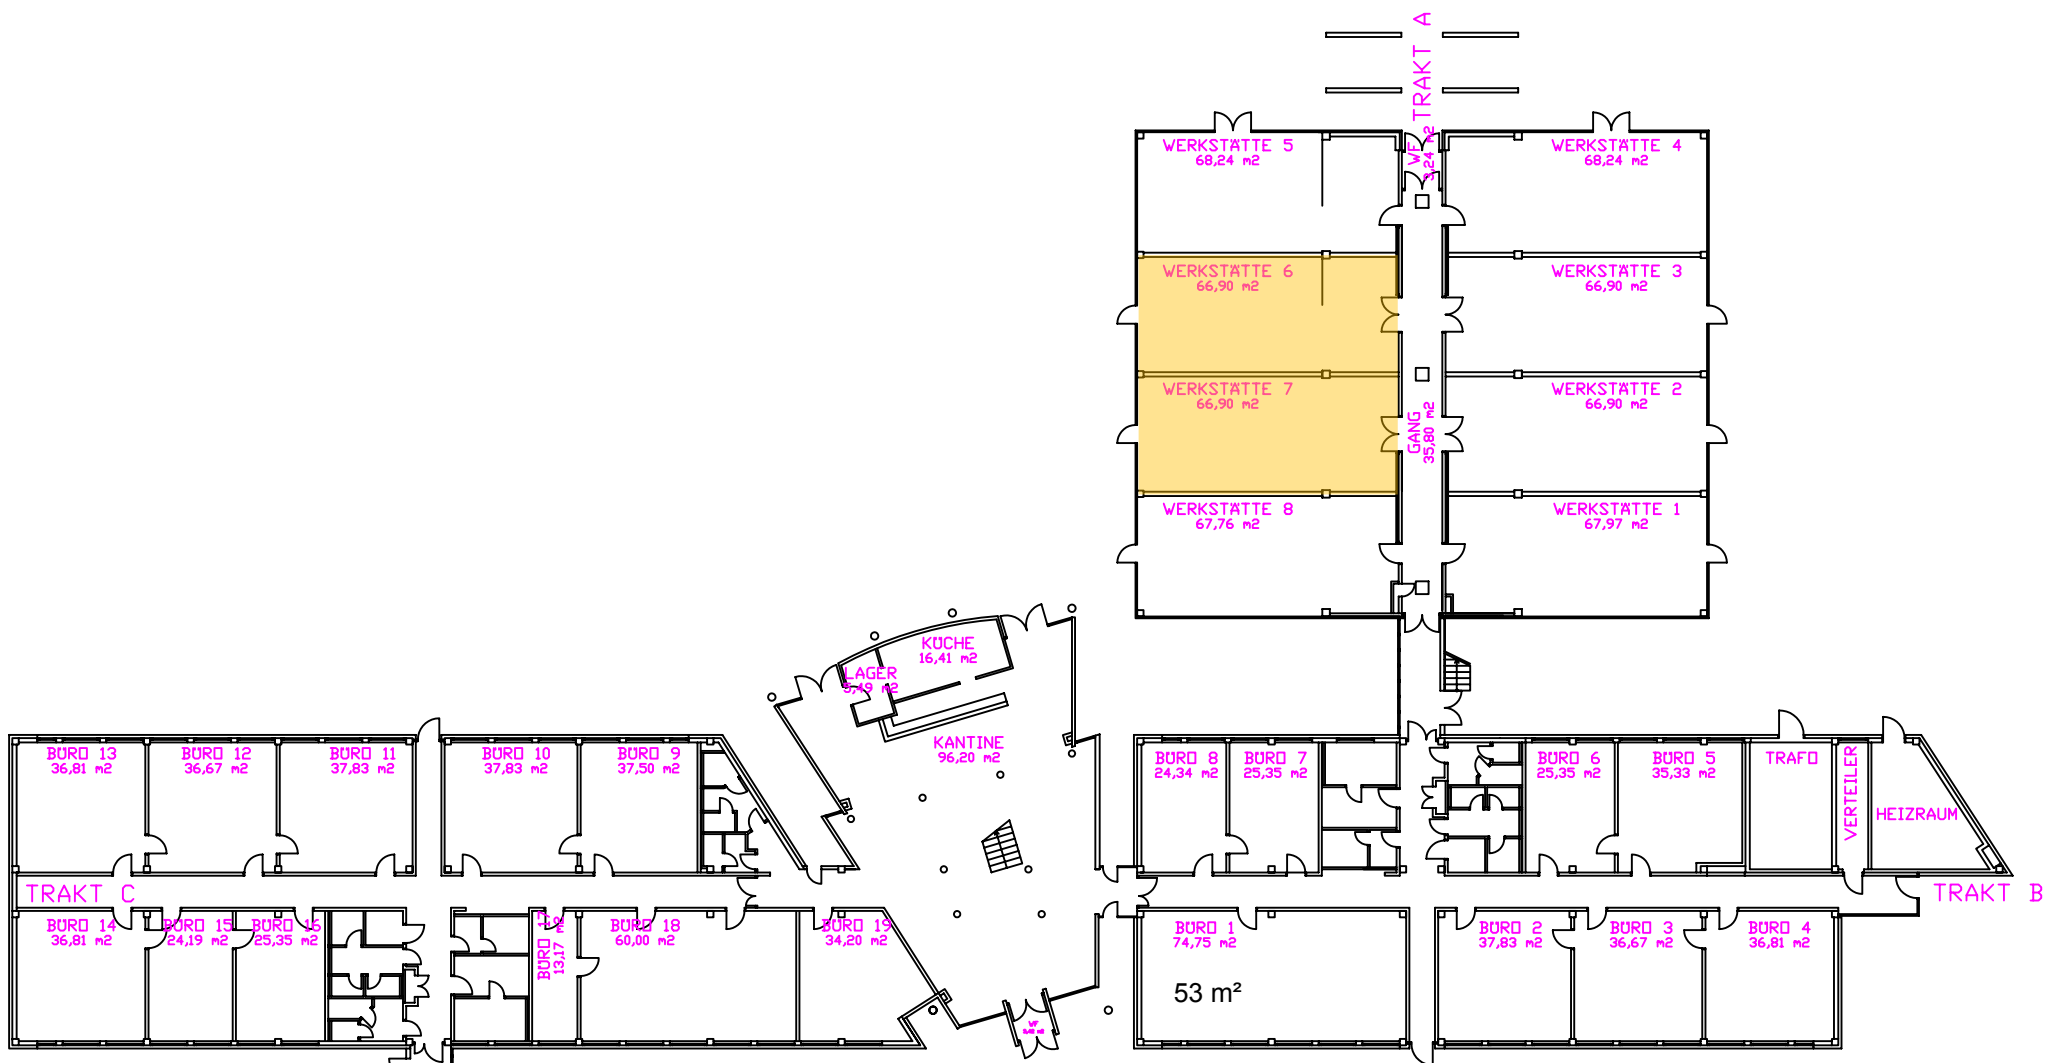 TRAKT A
WERKSTÄTTE 5
68,24 m2
WF
3,24 m2
WERKSTÄTTE 4
68,24 m2
WERKSTÄTTE 6
66,90 m2
WERKSTÄTTE 3
66,90 m2
WERKSTÄTTE 7
66,90 m2
WERKSTÄTTE 2
66,90 m2
GANG
35,80 m2
WERKSTÄTTE 8
67,76 m2
WERKSTÄTTE 1
67,97 m2
KÜCHE
16,41 m2
LAGER
5,49 m2
KANTINE
96,20 m2
BÜRO 13
36,81 m2
BÜRO 12
36,67 m2
BÜRO 11
37,83 m2
BÜRO 10
37,83 m2
BÜRO 9
37,50 m2
BÜRO 8
24,34 m2
BÜRO 7
25,35 m2
BÜRO 6
25,35 m2
BÜRO 5
35,33 m2
TRAFO
VERTEILER
HEIZRAUM
TRAKT C
TRAKT B
BÜRO 14
36,81 m2
BÜRO 15
24,19 m2
BÜRO 16
25,35 m2
BÜRO 17
13,17 m2
BÜRO 18
60,00 m2
BÜRO 19
34,20 m2
BÜRO 1
74,75 m2
53 m²
BÜRO 2
37,83 m2
BÜRO 3
36,67 m2
BÜRO 4
36,81 m2
WF